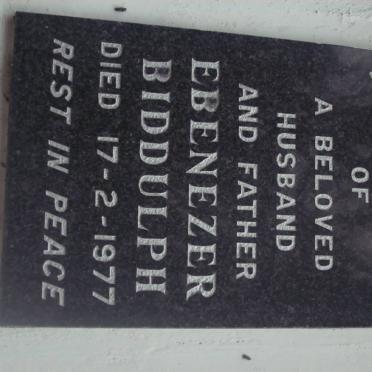 OF
A BELOVED
HUSBAND
AND FATHER
EBENEZER
BIDDULPH
DIED 17-2-1977
REST IN PEACE